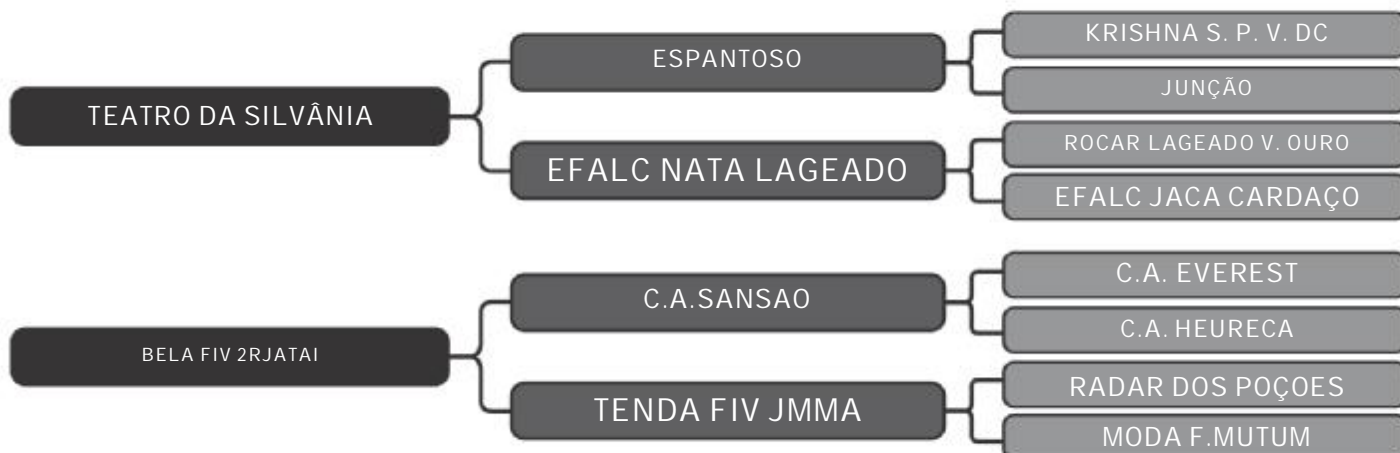 TEATRO DA SILVÂNIA
ESPANTOSO
KRISHNA S. P. V. DC
JUNÇÃO
EFALC NATA LAGEADO
ROCAR LAGEADO V. OURO
EFALC JACA CARDAÇO
BELA FIV 2RJATAI
C.A.SANSAO
C.A. EVEREST
C.A. HEURECA
TENDA FIV JMMA
RADAR DOS POÇOES
MODA F.MUTUM